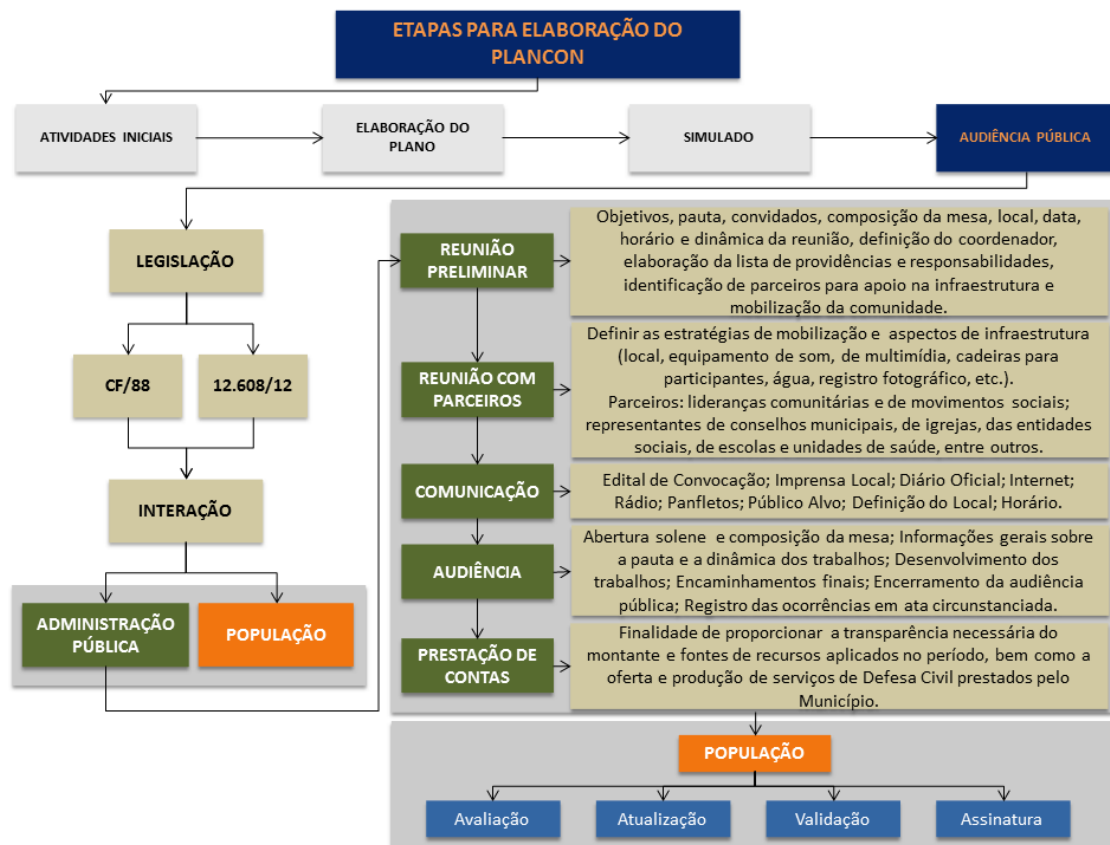 ETAPAS PARA ELABORAÇÃO DO
PLANCON
ATIVIDADES INICIAIS
ELABORAÇÃO DO
PLANO
SIMULADO
AUDIÊNCIA PÚBLICA
LEGISLAÇÃO
CF/88
12.608/12
INTERAÇÃO
ADMINISTRAÇÃO
PÚBLICA
POPULAÇÃO
REUNIÃO
PRELIMINAR
Objetivos, pauta, convidados, composição da mesa, local, data,
horário e dinâmica da reunião, definição do coordenador,
elaboração da lista de providências e responsabilidades,
identificação de parceiros para apoio na infraestrutura e
mobilização da comunidade.
REUNIÃO COM
PARCEIROS
Definir as estratégias de mobilização e aspectos de infraestrutura
(local, equipamento de som, de multimídia, cadeiras para
participantes, água, registro fotográfico, etc.).
Parceiros: lideranças comunitárias e de movimentos sociais;
representantes de conselhos municipais, de igrejas, das entidades
sociais, de escolas e unidades de saúde, entre outros.
COMUNICAÇÃO
Edital de Convocação; Imprensa Local; Diário Oficial; Internet;
Rádio; Panfletos; Público Alvo; Definição do Local; Horário.
AUDIÊNCIA
Abertura solene e composição da mesa; Informações gerais sobre
a pauta e a dinâmica dos trabalhos; Desenvolvimento dos
trabalhos; Encaminhamentos finais; Encerramento da audiência
pública; Registro das ocorrências em ata circunstanciada.
PRESTAÇÃO DE
CONTAS
Finalidade de proporcionar a transparência necessária do
montante e fontes de recursos aplicados no período, bem como a
oferta e produção de serviços de Defesa Civil prestados pelo
Município.
POPULAÇÃO
Avaliação
Atualização
Validação
Assinatura